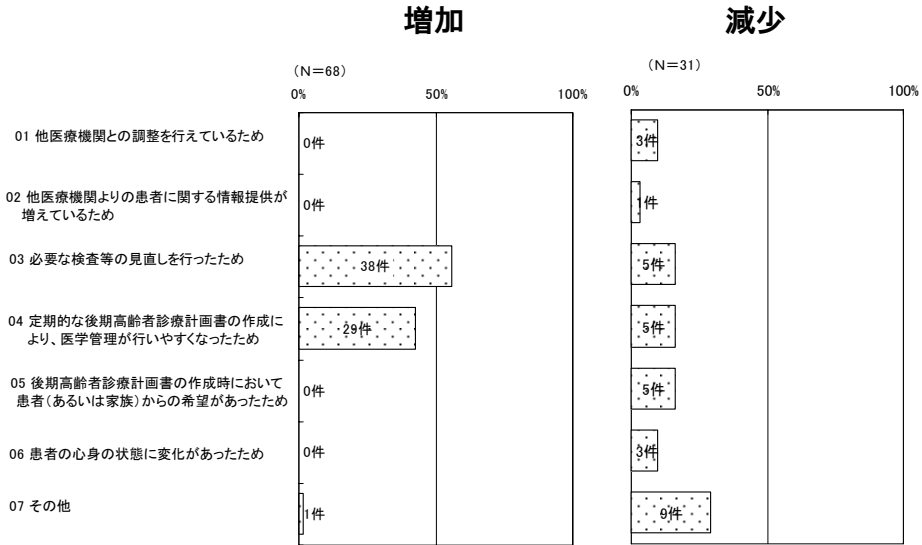 増加 減少
（N＝68） （N＝31）
0% 50% 100% 0% 50% 100%
01 他医療機関との調整を行えているため 0件 3件
02 他医療機関よりの患者に関する情報提供が
増えているため 0件 1件
03 必要な検査等の見直しを行ったため 38件 5件
04 定期的な後期高齢者診療計画書の作成に
より、医学管理が行いやすくなったため 29件 5件
05 後期高齢者診療計画書の作成時において
患者（あるいは家族）からの希望があったため 0件 5件
06 患者の心身の状態に変化があったため 0件 3件
07 その他 1件 9件